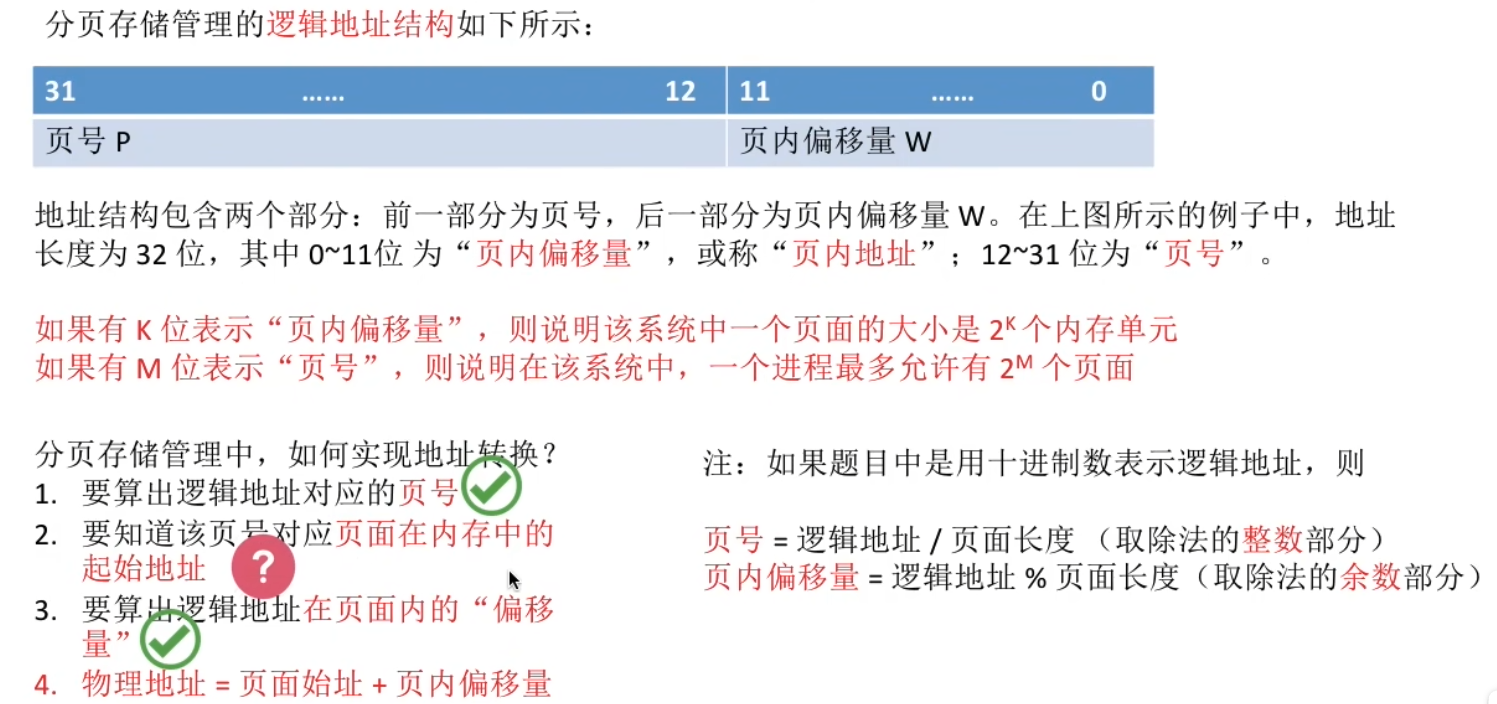 分页存储管理的逻辑地址结构如下所示：
31 …… 12 11 …… 0
页号 P 页内偏移量 W
地址结构包含两个部分：前一部分为页号，后一部分为页内偏移量 W。在上图所示的例子中，地址
长度为 32 位，其中 0~11位 为“页内偏移量”，或称“页内地址”；12~31 位为“页号”。
如果有 K 位表示“页内偏移量”，则说明该系统中一个页面的大小是 2ᴷ 个内存单元
如果有 M 位表示“页号”，则说明在该系统中，一个进程最多允许有 2ᴹ 个页面
分页存储管理中，如何实现地址转换？
1. 要算出逻辑地址对应的页号
2. 要知道该页号对应页面在内存中的
起始地址 ?
3. 要算出逻辑地址在页面内的“偏移
量”
4. 物理地址 = 页面始址 + 页内偏移量
注：如果题目中是用十进制数表示逻辑地址，则
页号 = 逻辑地址 / 页面长度 （取除法的整数部分）
页内偏移量 = 逻辑地址 % 页面长度（取除法的余数部分）